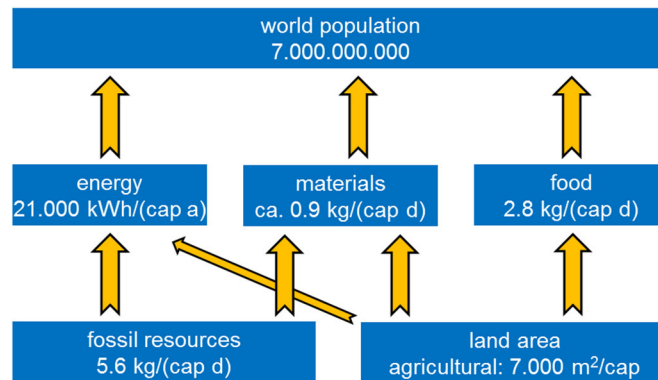 world population
7.000.000.000
energy
21.000 kWh/(cap a)
materials
ca. 0.9 kg/(cap d)
food
2.8 kg/(cap d)
fossil resources
5.6 kg/(cap d)
land area
agricultural: 7.000 m²/cap